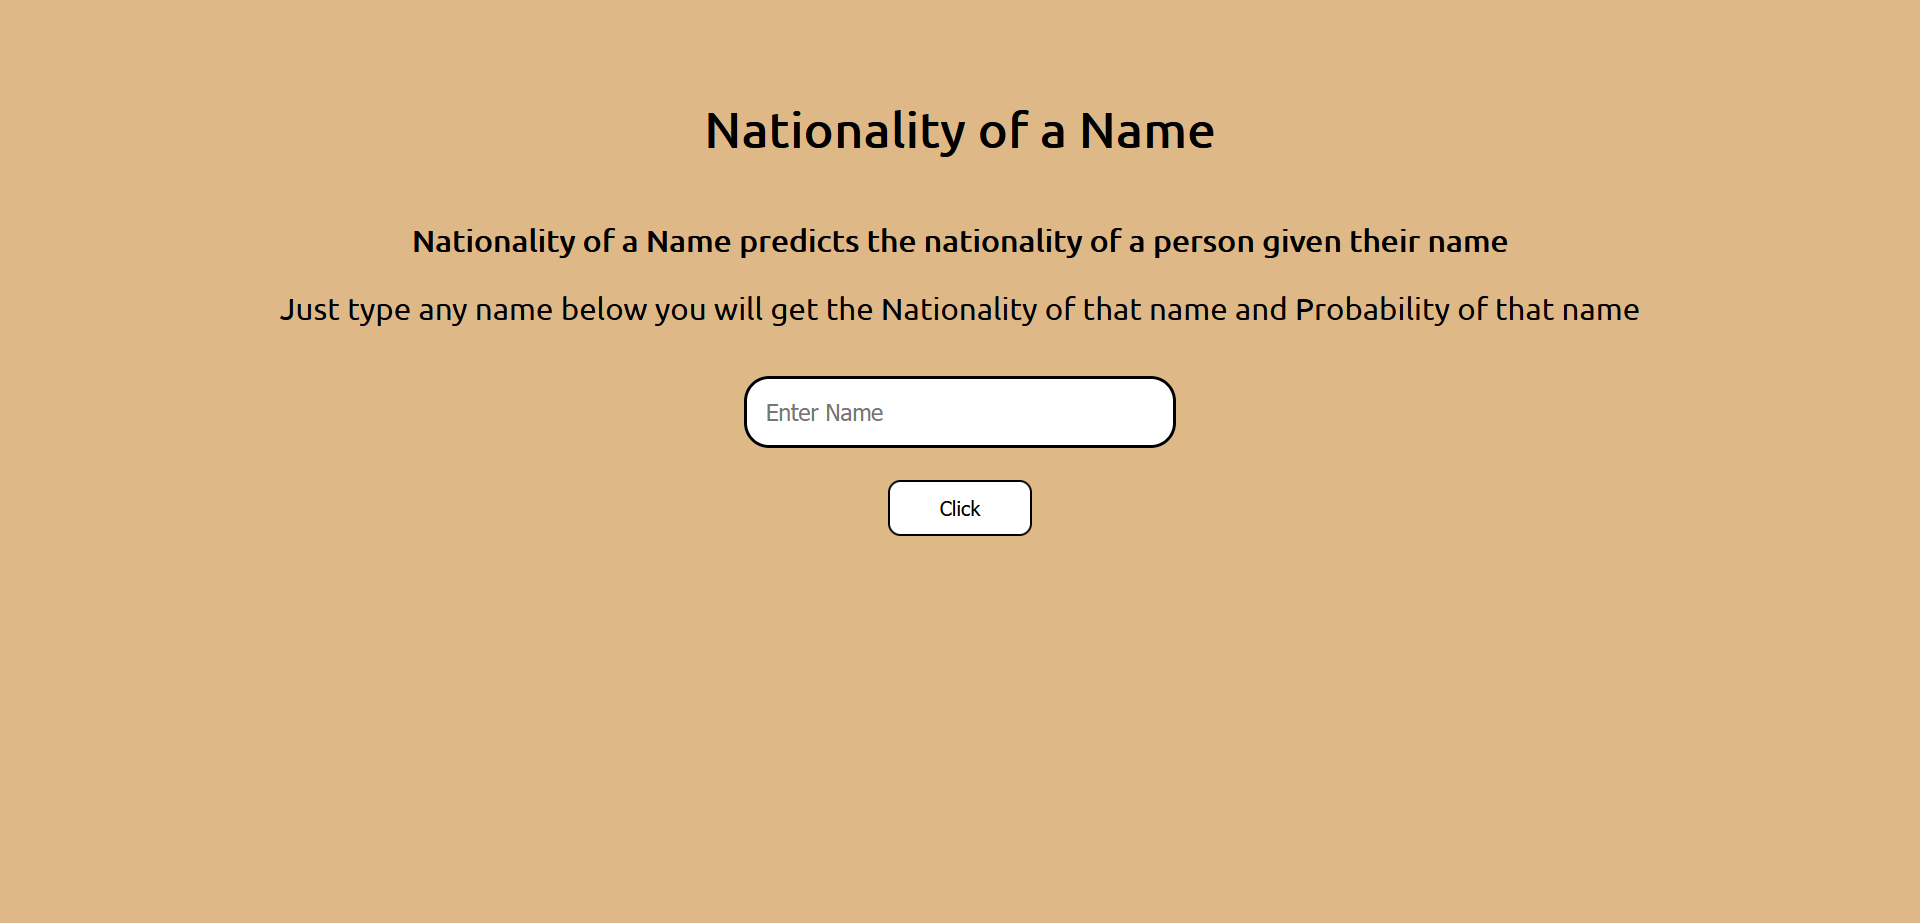 Nationality of a Name
Nationality of a Name predicts the nationality of a person given their name
Just type any name below you will get the Nationality of that name and Probability of that name
Enter Name
Click